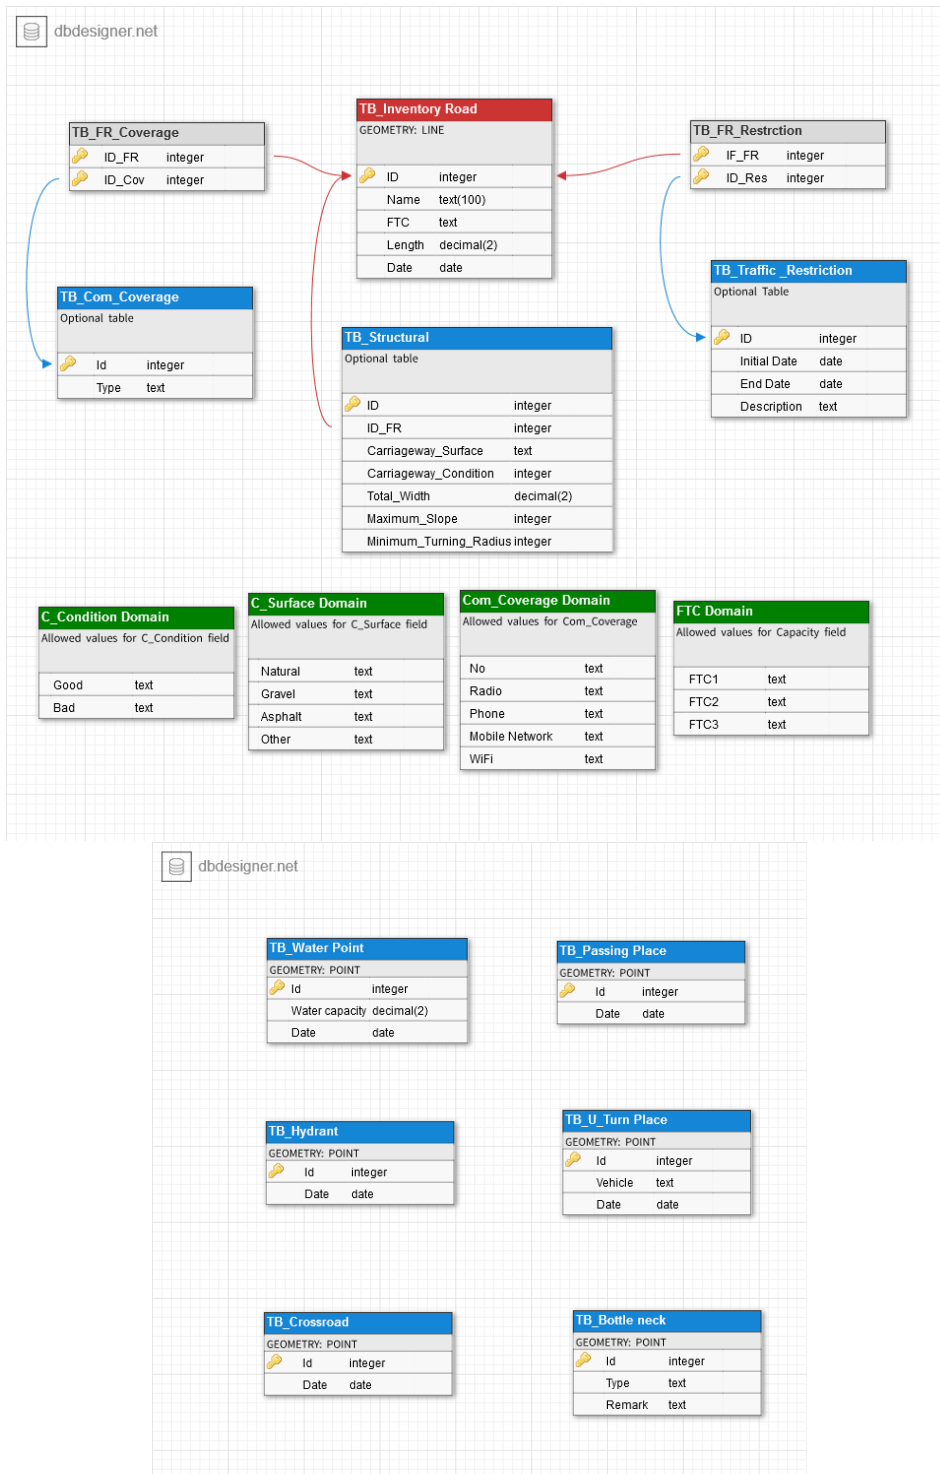 dbdesigner.net
TB_FR_Coverage
ID_FR integer
ID_Cov integer
TB_Inventory Road
GEOMETRY: LINE
ID integer
Name text(100)
FTC text
Length decimal(2)
Date date
TB_FR_Restrction
IF_FR integer
ID_Res integer
TB_Com_Coverage
Optional table
Id integer
Type text
TB_Structural
Optional table
ID integer
ID_FR integer
Carriageway_Surface text
Carriageway_Condition integer
Total_Width decimal(2)
Maximum_Slope integer
Minimum_Turning_Radius integer
TB_Traffic _Restriction
Optional Table
ID integer
Initial Date date
End Date date
Description text
C_Condition Domain
Allowed values for C_Condition field
Good text
Bad text
C_Surface Domain
Allowed values for C_Surface field
Natural text
Gravel text
Asphalt text
Other text
Com_Coverage Domain
Allowed values for Com_Coverage
No text
Radio text
Phone text
Mobile Network text
WiFi text
FTC Domain
Allowed values for Capacity field
FTC1 text
FTC2 text
FTC3 text
dbdesigner.net
TB_Water Point
GEOMETRY: POINT
Id integer
Water capacity decimal(2)
Date date
TB_Passing Place
GEOMETRY: POINT
Id integer
Date date
TB_Hydrant
GEOMETRY: POINT
Id integer
Date date
TB_U_Turn Place
GEOMETRY: POINT
Id integer
Vehicle text
Date date
TB_Crossroad
GEOMETRY: POINT
Id integer
Date date
TB_Bottle neck
GEOMETRY: POINT
Id integer
Type text
Remark text